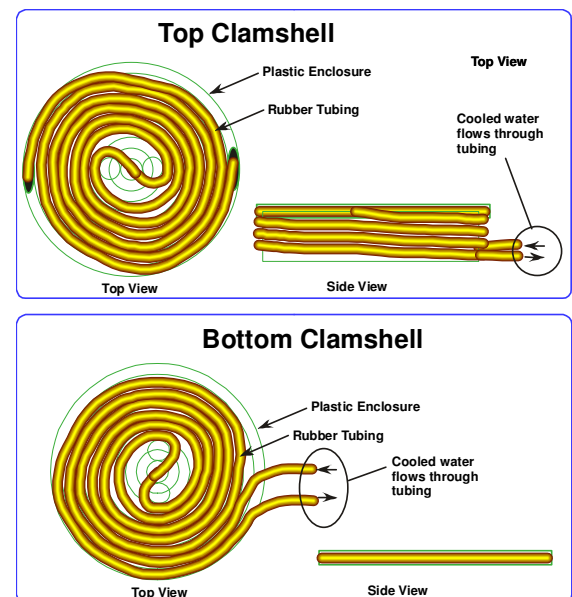 Top Clamshell
Plastic Enclosure
Top View
Rubber Tubing
Cooled water
flows through
tubing
Top View
Side View
Bottom Clamshell
Plastic Enclosure
Rubber Tubing
Cooled water
flows through
tubing
Top View
Side View